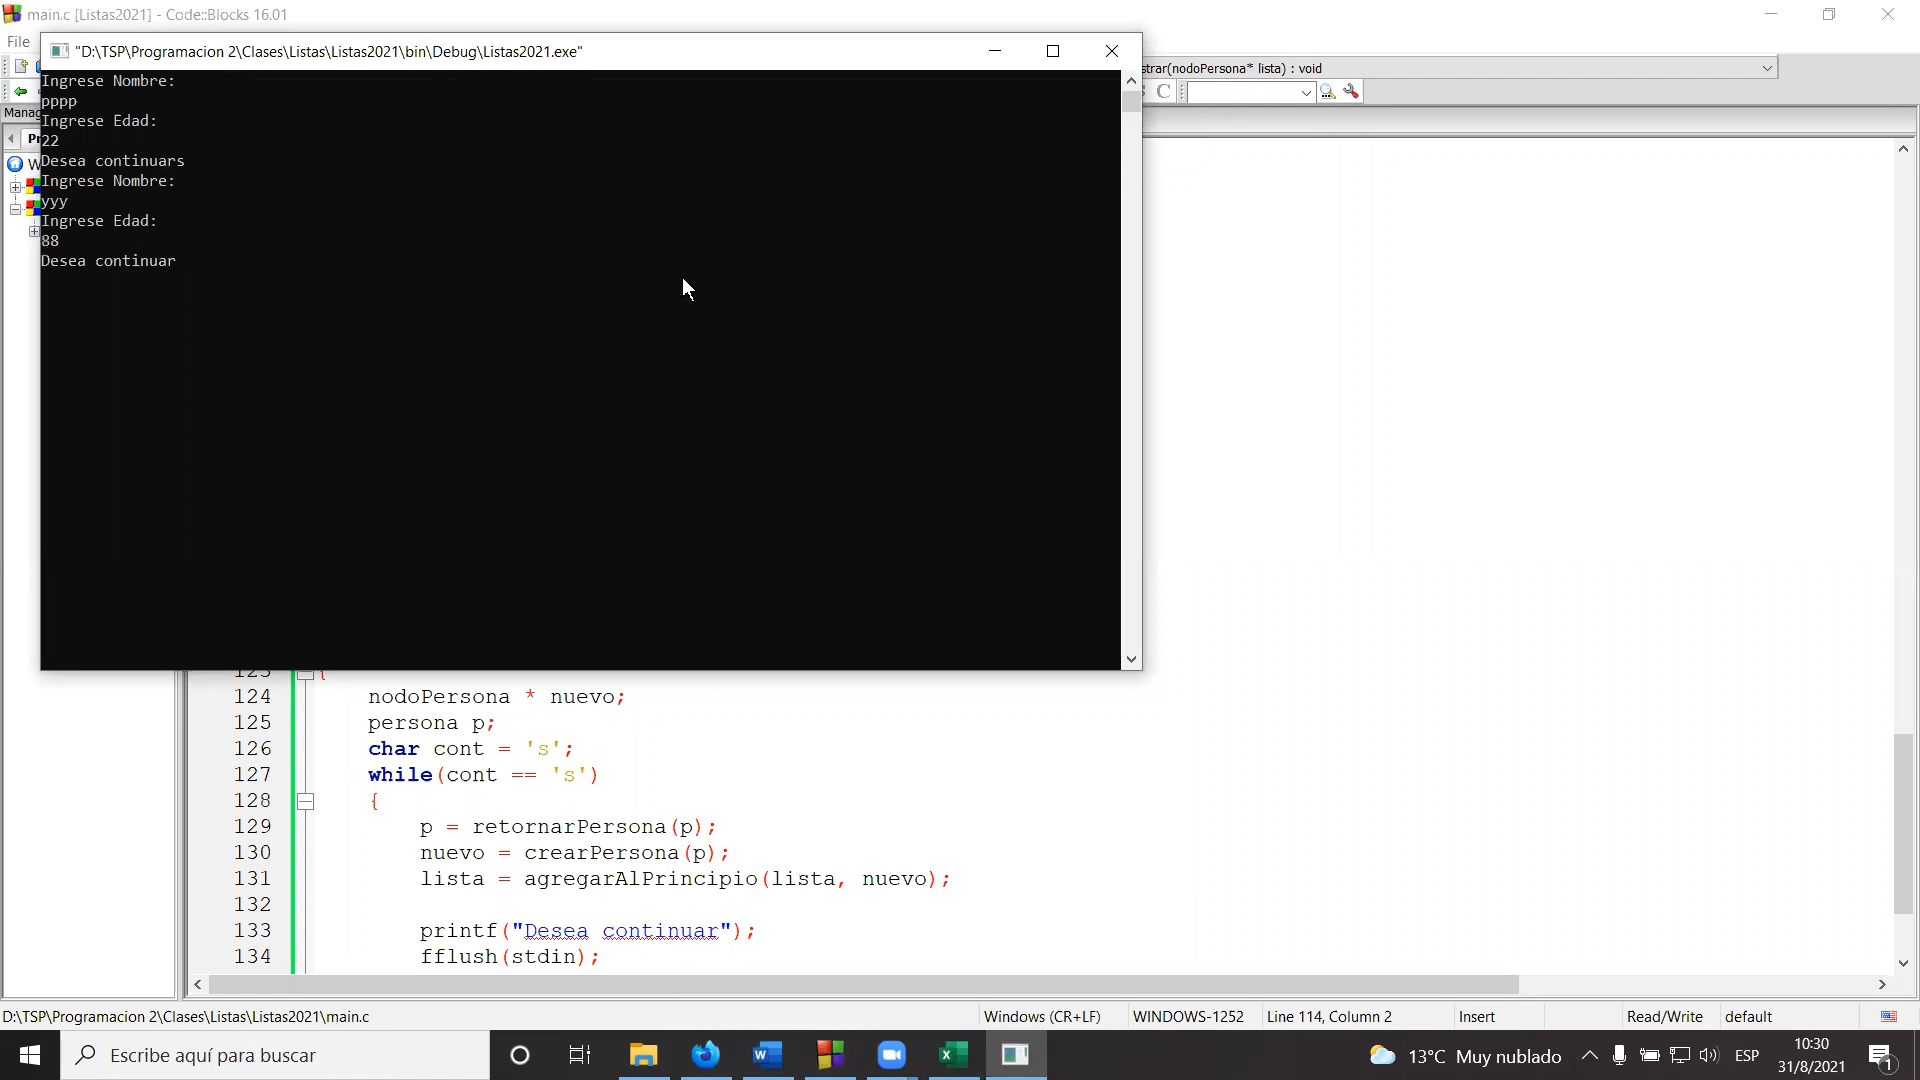 main.c [Listas2021] - Code::Blocks 16.01
File
"D:\TSP\Programacion 2\Clases\Listas\Listas2021\bin\Debug\Listas2021.exe"
strar(nodoPersona* lista) : void
Manag
Pr
W
Ingrese Nombre:
pppp
Ingrese Edad:
22
Desea continuars
Ingrese Nombre:
yyy
Ingrese Edad:
88
Desea continuar
123 {
124 nodoPersona * nuevo;
125 persona p;
126 char cont = 's';
127 while(cont == 's')
128 {
129 p = retornarPersona(p);
130 nuevo = crearPersona(p);
131 lista = agregarAlPrincipio(lista, nuevo);
132
133 printf("Desea continuar");
134 fflush(stdin);
D:\TSP\Programacion 2\Clases\Listas\Listas2021\main.c Windows (CR+LF) WINDOWS-1252 Line 114, Column 2 Insert Read/Write default
Escribe aquí para buscar
13°C Muy nublado ESP 10:30
31/8/2021
1